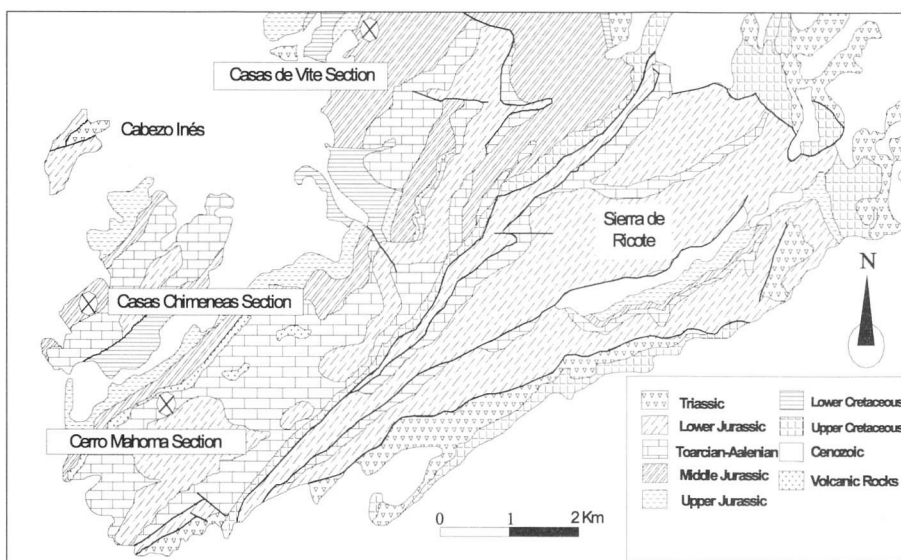 Casas de Vite Section
Cabezo Inés
Sierra de
Ricote
Casas Chimeneas Section
N
Cerro Mahoma Section
0 1 2 Km
Triassic
Lower Jurassic
Toarcian-Aalenian
Middle Jurassic
Upper Jurassic
Lower Cretaceous
Upper Cretaceous
Cenozoic
Volcanic Rocks